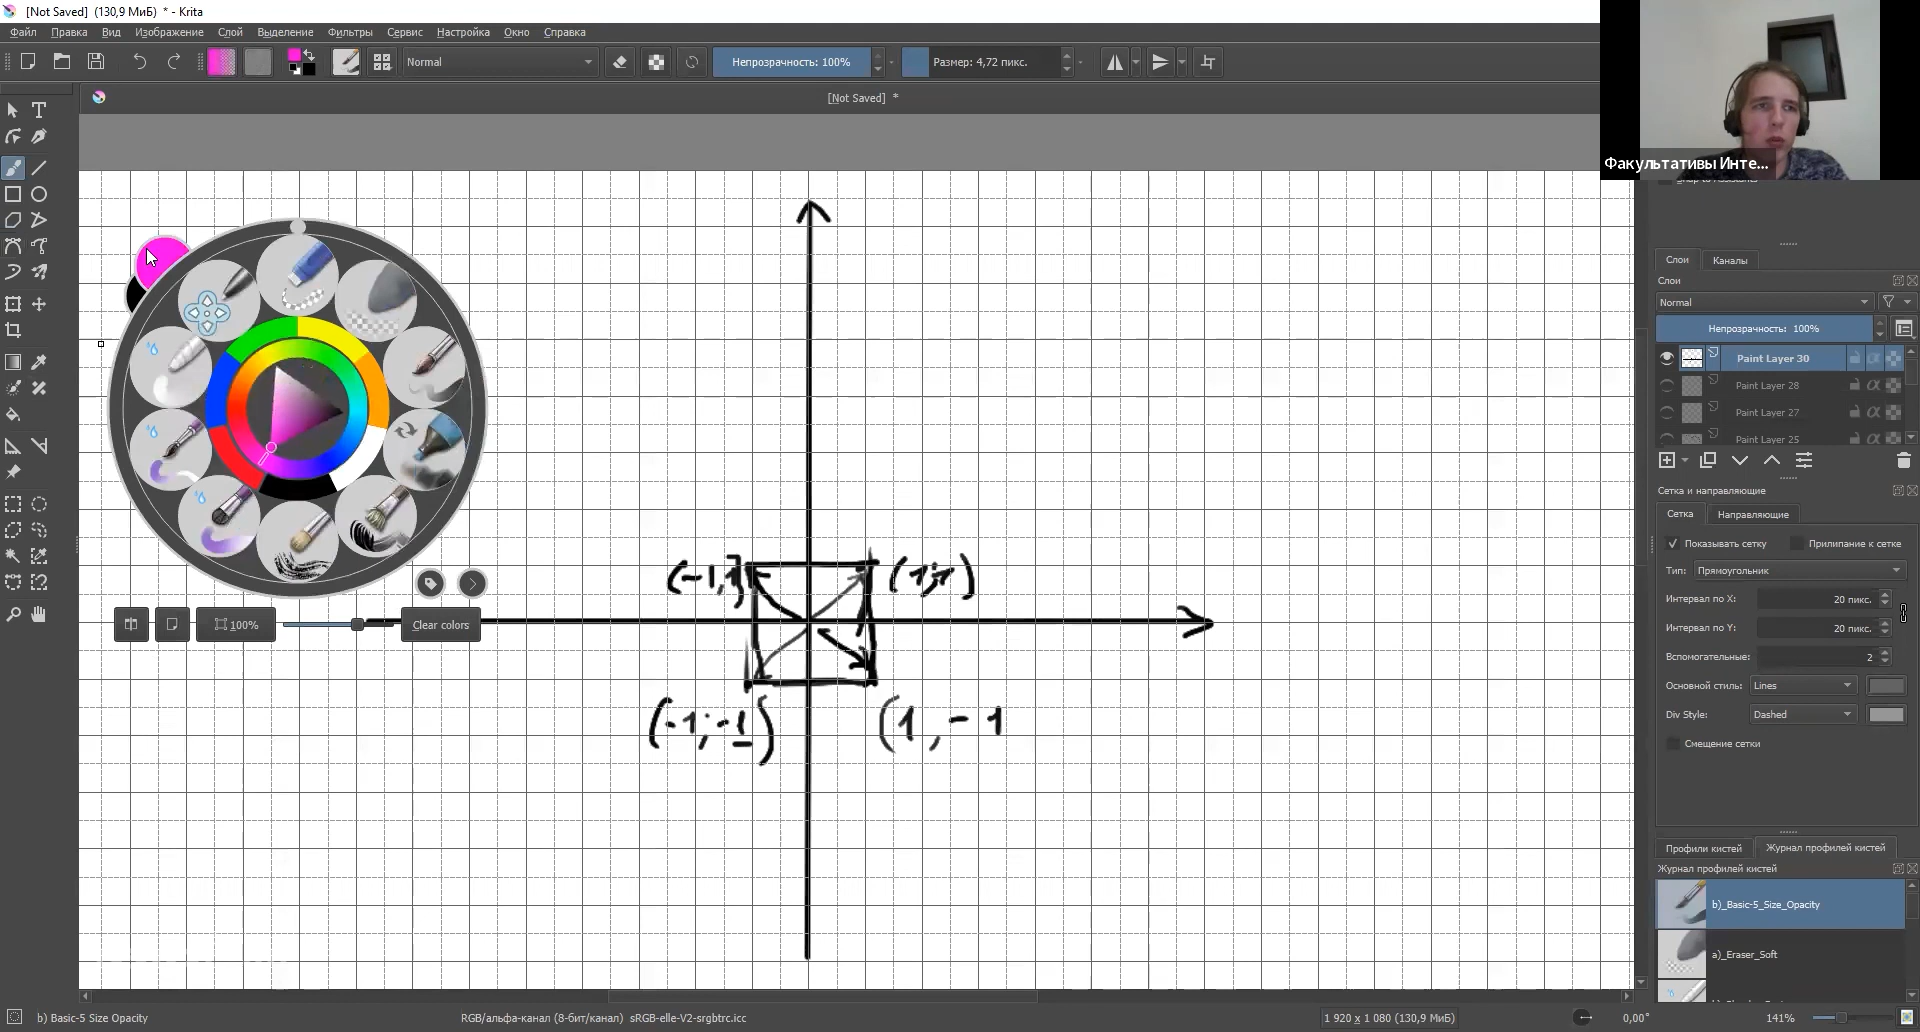 [Not Saved] (130,9 МиБ) * - Krita
Файл Правка Вид Изображение Слой Выделение Фильтры Сервис Настройка Окно Справка
Normal Непрозрачность: 100% Размер: 4,72 пикс.
[Not Saved] *
Факультативы Инте...
Слои Каналы
Слои
Normal
Непрозрачность: 100%
Paint Layer 30
Paint Layer 28
Paint Layer 27
Paint Layer 25
Сетка и направляющие
Сетка Направляющие
Показывать сетку Прилипание к сетке
Тип: Прямоугольник
Интервал по X: 20 пикс.
Интервал по Y: 20 пикс.
Вспомогательные: 2
Основной стиль: Lines
Div Style: Dashed
Смещение сетки
Профили кистей Журнал профилей кистей
Журнал профилей кистей
b)_Basic-5_Size_Opacity
a)_Eraser_Soft
(-1,1)
(1;1)
(-1;-1)
(1,-1
100% Clear colors
b) Basic-5 Size Opacity RGB/альфа-канал (8-бит/канал) sRGB-elle-V2-srgbtrc.icc 1 920 x 1 080 (130,9 МиБ) 0,00° 141%